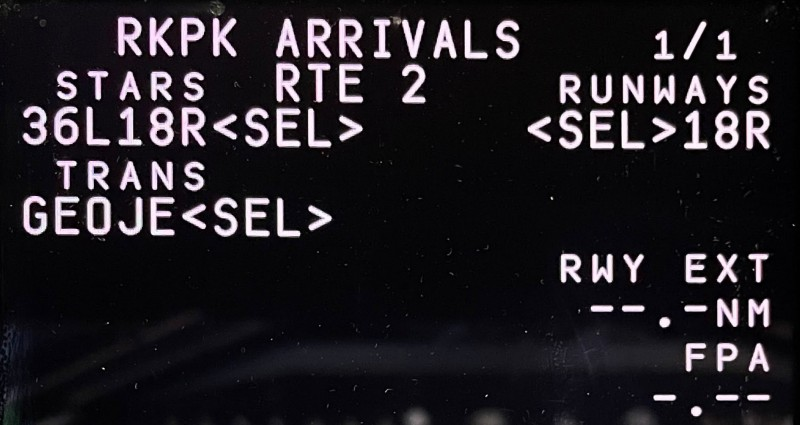 RKPK ARRIVALS 1/1
STARS RTE 2 RUNWAYS
36L18R<SEL> <SEL>18R
TRANS
GEOJE<SEL>
RWY EXT
--.-NM
FPA
-.--